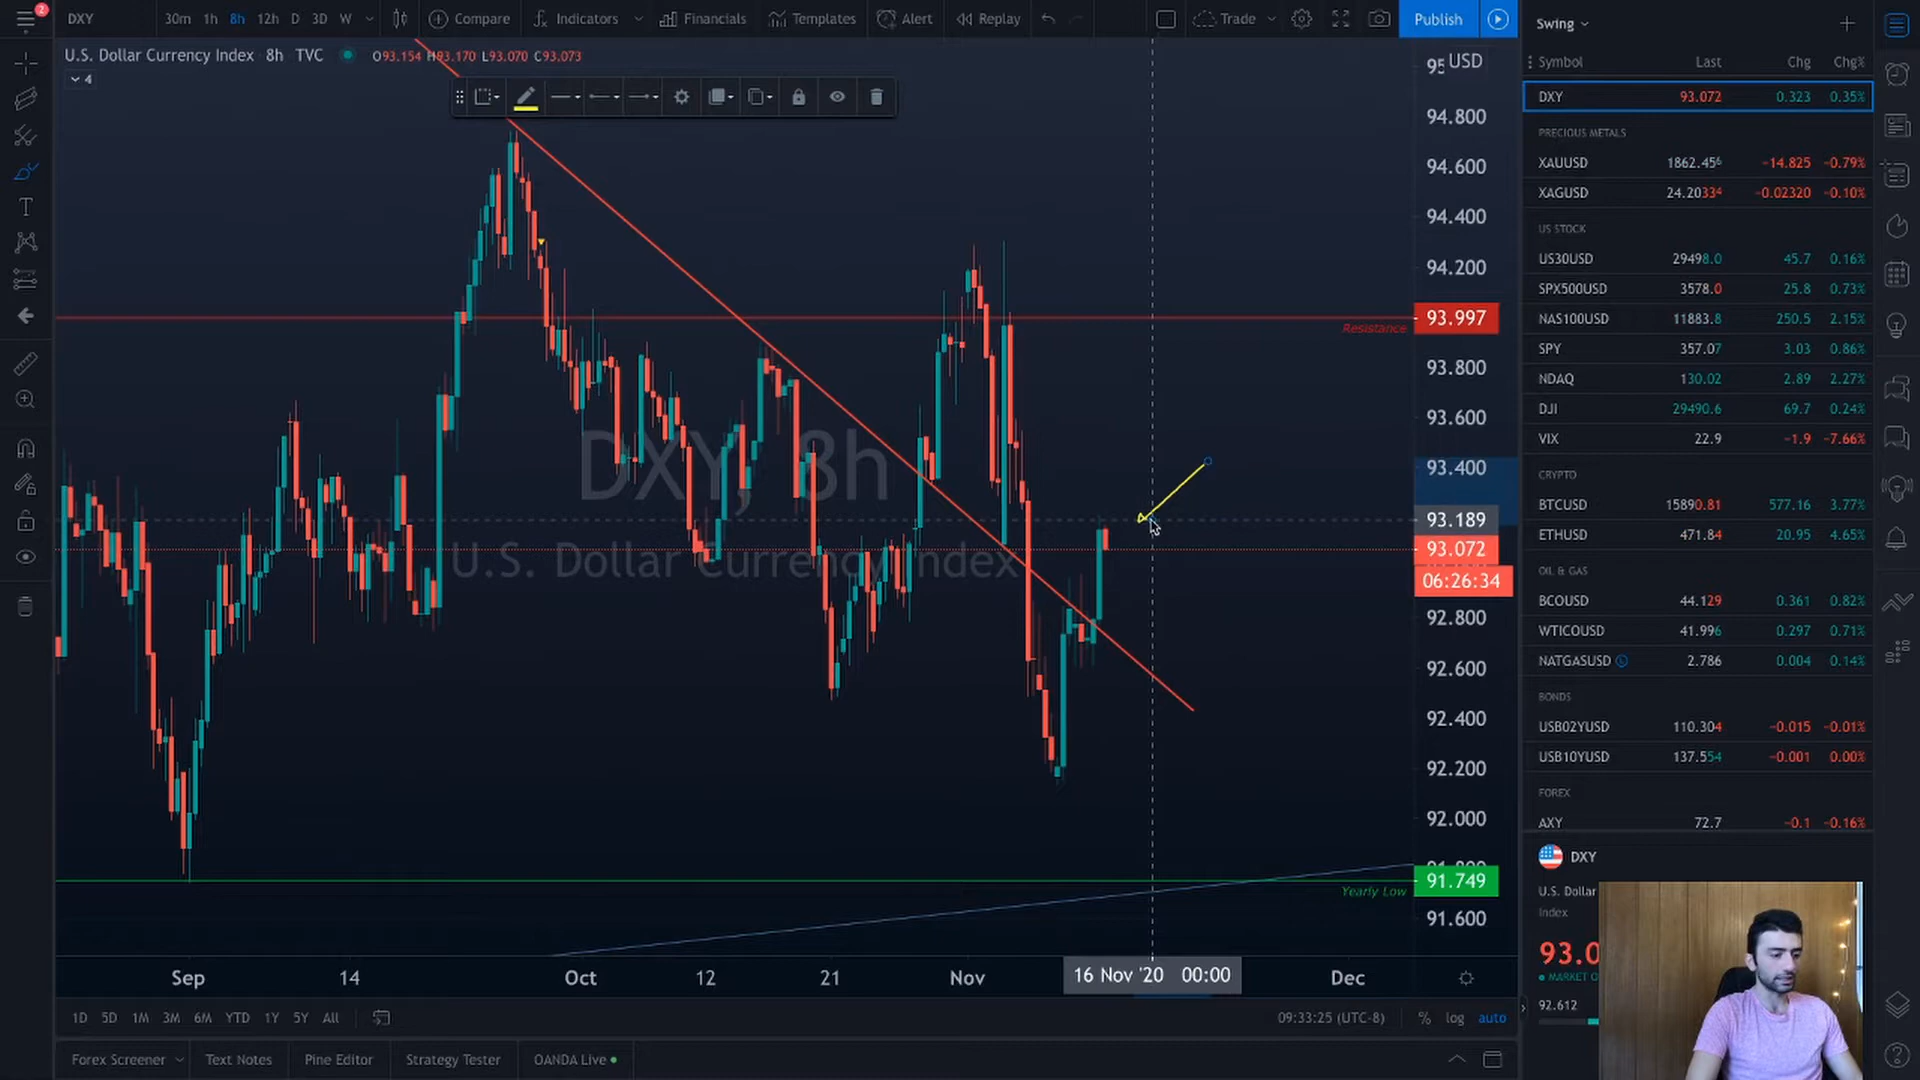 2
DXY 30m 1h 8h 12h D 3D W Compare Indicators Financials Templates Alert Replay Trade Publish
U.S. Dollar Currency Index 8h TVC O93.154 H93.170 L93.070 C93.073
4
USD
94.800
94.600
94.400
94.200
93.997
Resistance
93.800
93.600
93.400
93.189
93.072
06:26:34
92.800
92.600
92.400
92.200
92.000
91.749
Yearly Low
91.600
DXY, 8h
U.S. Dollar Currency Index
Sep 14 Oct 12 21 Nov 16 Nov '20 00:00 Dec
1D 5D 1M 3M 6M YTD 1Y 5Y All 09:33:25 (UTC-8) % log auto
Forex Screener Text Notes Pine Editor Strategy Tester OANDA Live
Swing
Symbol Last Chg Chg%
DXY 93.072 0.323 0.35%
PRECIOUS METALS
XAUUSD 1862.456 −14.825 −0.79%
XAGUSD 24.20334 −0.02320 −0.10%
US STOCK
US30USD 29498.0 45.7 0.16%
SPX500USD 3578.0 25.8 0.73%
NAS100USD 11883.8 250.5 2.15%
SPY 357.07 3.03 0.86%
NDAQ 130.02 2.89 2.27%
DJI 29490.6 69.7 0.24%
VIX 22.9 −1.9 −7.66%
CRYPTO
BTCUSD 15890.81 577.16 3.77%
ETHUSD 471.84 20.95 4.65%
OIL & GAS
BCOUSD 44.129 0.361 0.82%
WTICOUSD 41.996 0.297 0.71%
NATGASUSD 2.786 0.004 0.14%
BONDS
USB02YUSD 110.304 −0.015 −0.01%
USB10YUSD 137.554 −0.001 0.00%
FOREX
AXY 72.7 −0.1 −0.16%
DXY
U.S. Dollar
Index
93.0
MARKET
92.612